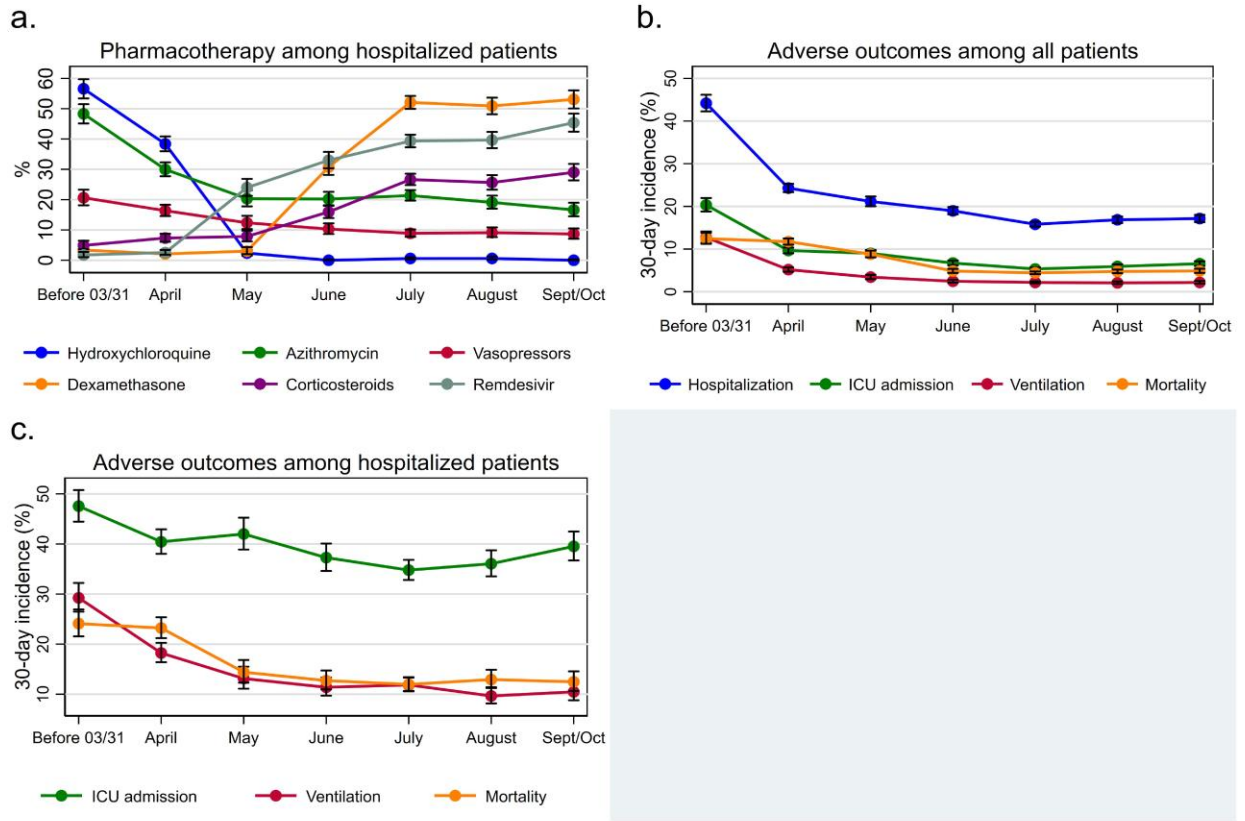 a.
Pharmacotherapy among hospitalized patients
%
60
50
40
30
20
10
0
Before 03/31 April May June July August Sept/Oct
Hydroxychloroquine Azithromycin Vasopressors
Dexamethasone Corticosteroids Remdesivir
b.
Adverse outcomes among all patients
30-day incidence (%)
50
40
30
20
10
0
Before 03/31 April May June July August Sept/Oct
Hospitalization ICU admission Ventilation Mortality
c.
Adverse outcomes among hospitalized patients
30-day incidence (%)
50
40
30
20
10
Before 03/31 April May June July August Sept/Oct
ICU admission Ventilation Mortality